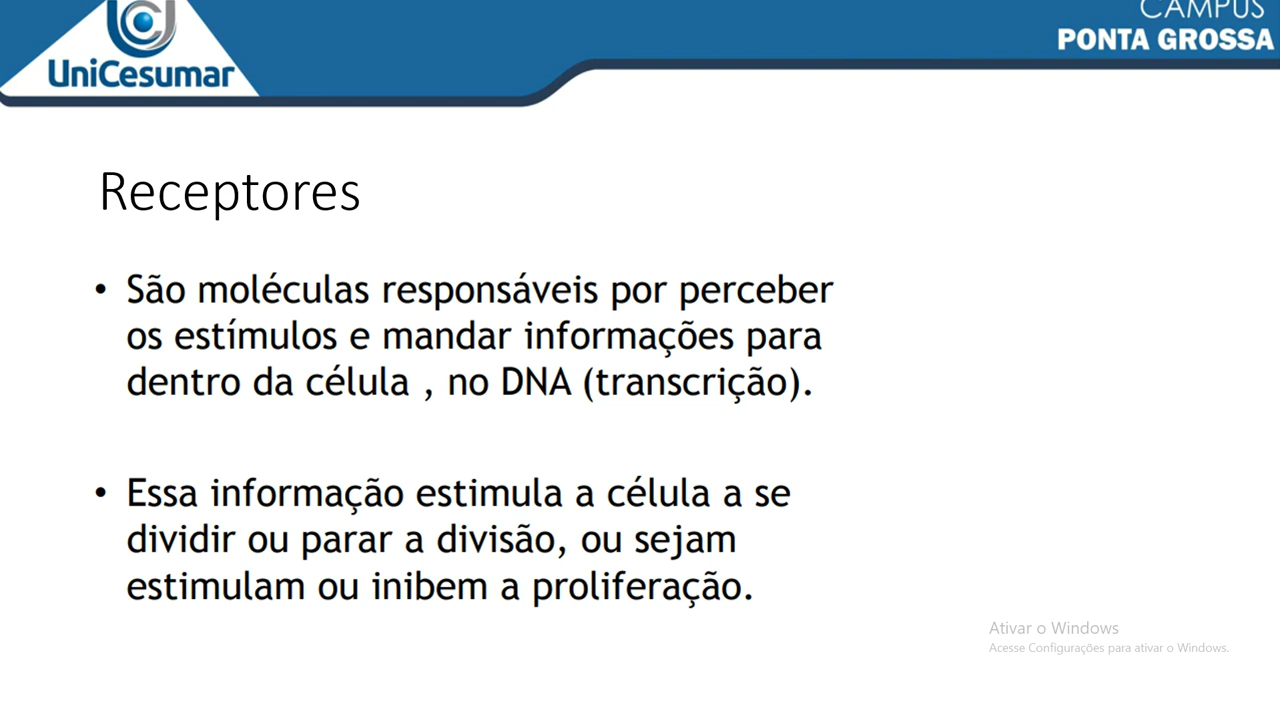 CAMPUS
PONTA GROSSA
UniCesumar
Receptores
• São moléculas responsáveis por perceber
os estímulos e mandar informações para
dentro da célula , no DNA (transcrição).
• Essa informação estimula a célula a se
dividir ou parar a divisão, ou sejam
estimulam ou inibem a proliferação.
Ativar o Windows
Acesse Configurações para ativar o Windows.